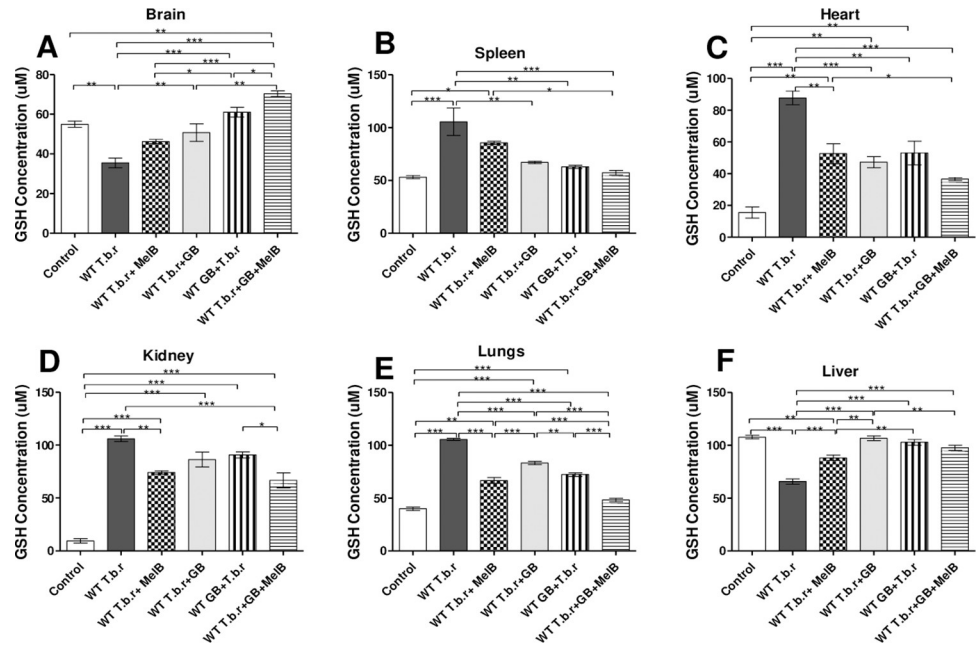 A
Brain
**
***
***
***
*
*
**
**
**
GSH Concentration (uM)
80
60
40
20
0
Control
WT T.b.r
WT T.b.r+ MelB
WT T.b.r+GB
WT GB+T.b.r
WT T.b.r+GB+MelB
B
Spleen
***
**
*
*
***
**
GSH Concentration (uM)
150
100
50
0
Control
WT T.b.r
WT T.b.r+ MelB
WT T.b.r+GB
WT GB+T.b.r
WT T.b.r+GB+MelB
C
Heart
**
**
***
**
***
***
**
*
**
GSH Concentration (uM)
100
80
60
40
20
0
Control
WT T.b.r
WT T.b.r+ MelB
WT T.b.r+GB
WT GB+T.b.r
WT T.b.r+GB+MelB
D
Kidney
***
***
***
***
***
*
***
**
GSH Concentration (uM)
150
100
50
0
Control
WT T.b.r
WT T.b.r+ MelB
WT T.b.r+GB
WT GB+T.b.r
WT T.b.r+GB+MelB
E
Lungs
***
***
***
***
***
***
**
***
***
***
***
**
***
GSH Concentration (uM)
150
100
50
0
Control
WT T.b.r
WT T.b.r+ MelB
WT T.b.r+GB
WT GB+T.b.r
WT T.b.r+GB+MelB
F
Liver
***
***
***
**
**
**
***
***
**
GSH Concentration (uM)
150
100
50
0
Control
WT T.b.r
WT T.b.r+ MelB
WT T.b.r+GB
WT GB+T.b.r
WT T.b.r+GB+MelB